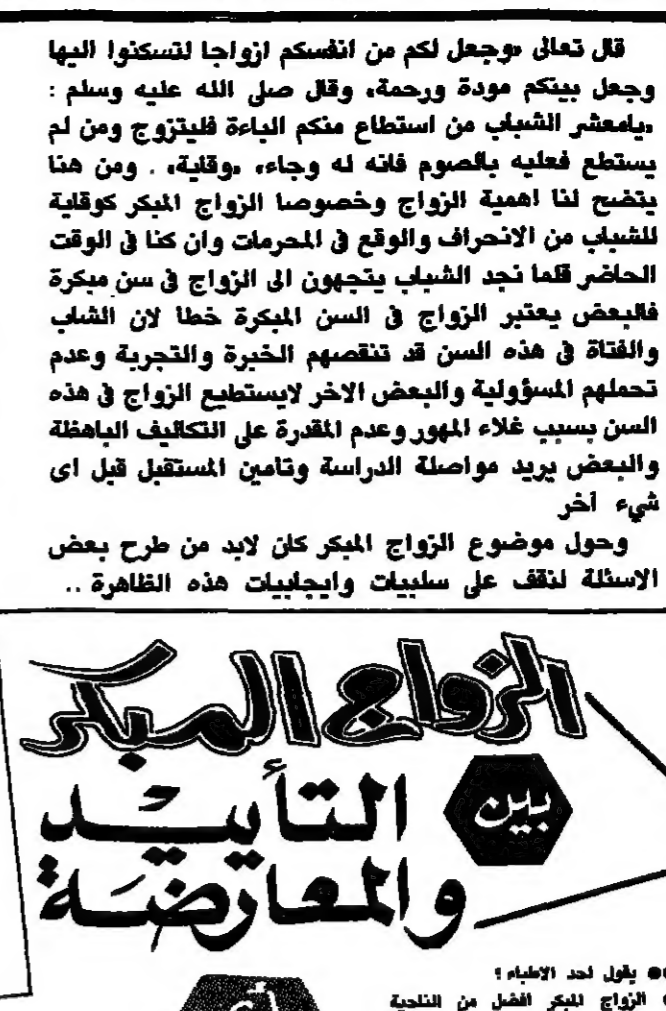 قال تعالى «وجعل لكم من انفسكم ازواجا لتسكنوا اليها
وجعل بينكم مودة ورحمة» وقال صلى الله عليه وسلم :
«يامعشر الشباب من استطاع منكم الباءة فليتزوج ومن لم
يستطع فعليه بالصوم فانه له وجاء» «وقاية» . ومن هنا
يتضح لنا اهمية الزواج وخصوصا الزواج المبكر كوقاية
للشباب من الانحراف والوقع في المحرمات وان كنا في الوقت
الحاضر قلما نجد الشباب يتجهون الى الزواج في سن مبكرة
فالبعض يعتبر الزواج في السن المبكرة خطا لان الشاب
والفتاة في هذه السن قد تنقصهم الخبرة والتجربة وعدم
تحملهم المسؤولية والبعض الاخر لايستطيع الزواج في هذه
السن بسبب غلاء المهور وعدم المقدرة على التكاليف الباهظة
والبعض يريد مواصلة الدراسة وتامين المستقبل قبل اى
شيء آخر
وحول موضوع الزواج المبكر كان لابد من طرح بعض
الاسئلة لنقف على سلبيات وايجابيات هذه الظاهرة ..
الزواج المبكر
بين التأييد
والمعارضة
يقول احد الاطباء ؟
الزواج المبكر افضل من الناحية